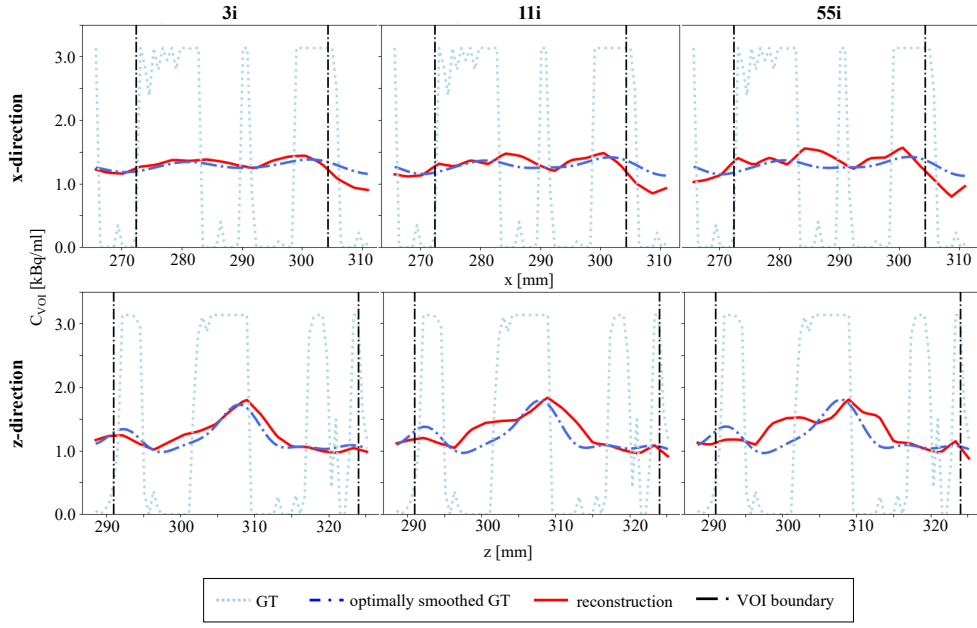 3i 11i 55i
x-direction
3.0
2.0
1.0
0.0
270 280 290 300 310 270 280 290 300 310 270 280 290 300 310
x [mm]
C_VOI [kBq/ml]
z-direction
3.0
2.0
1.0
0.0
290 300 310 320 290 300 310 320 290 300 310 320
z [mm]
GT optimally smoothed GT reconstruction VOI boundary